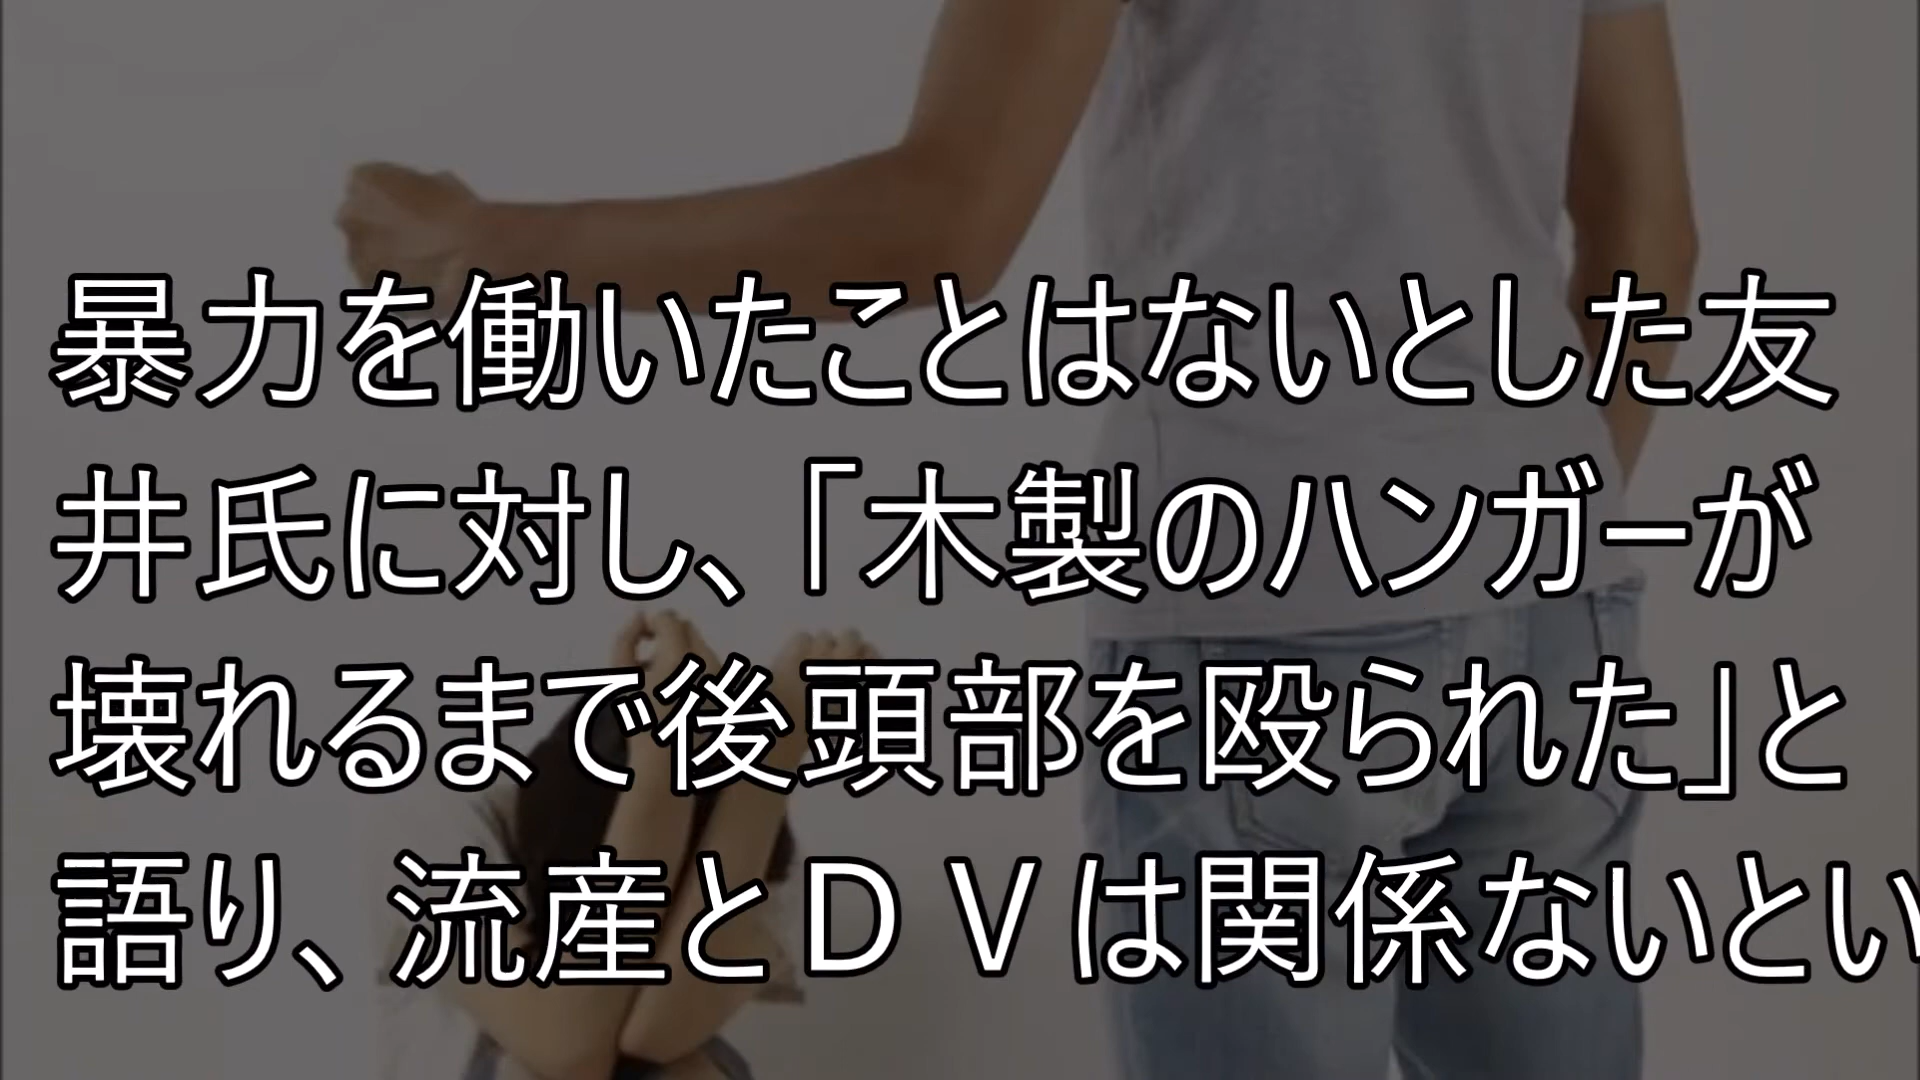 暴力を働いたことはないとした友
井氏に対し、「木製のハンガーが
壊れるまで後頭部を殴られた」と
語り、流産とＤＶは関係ないとい